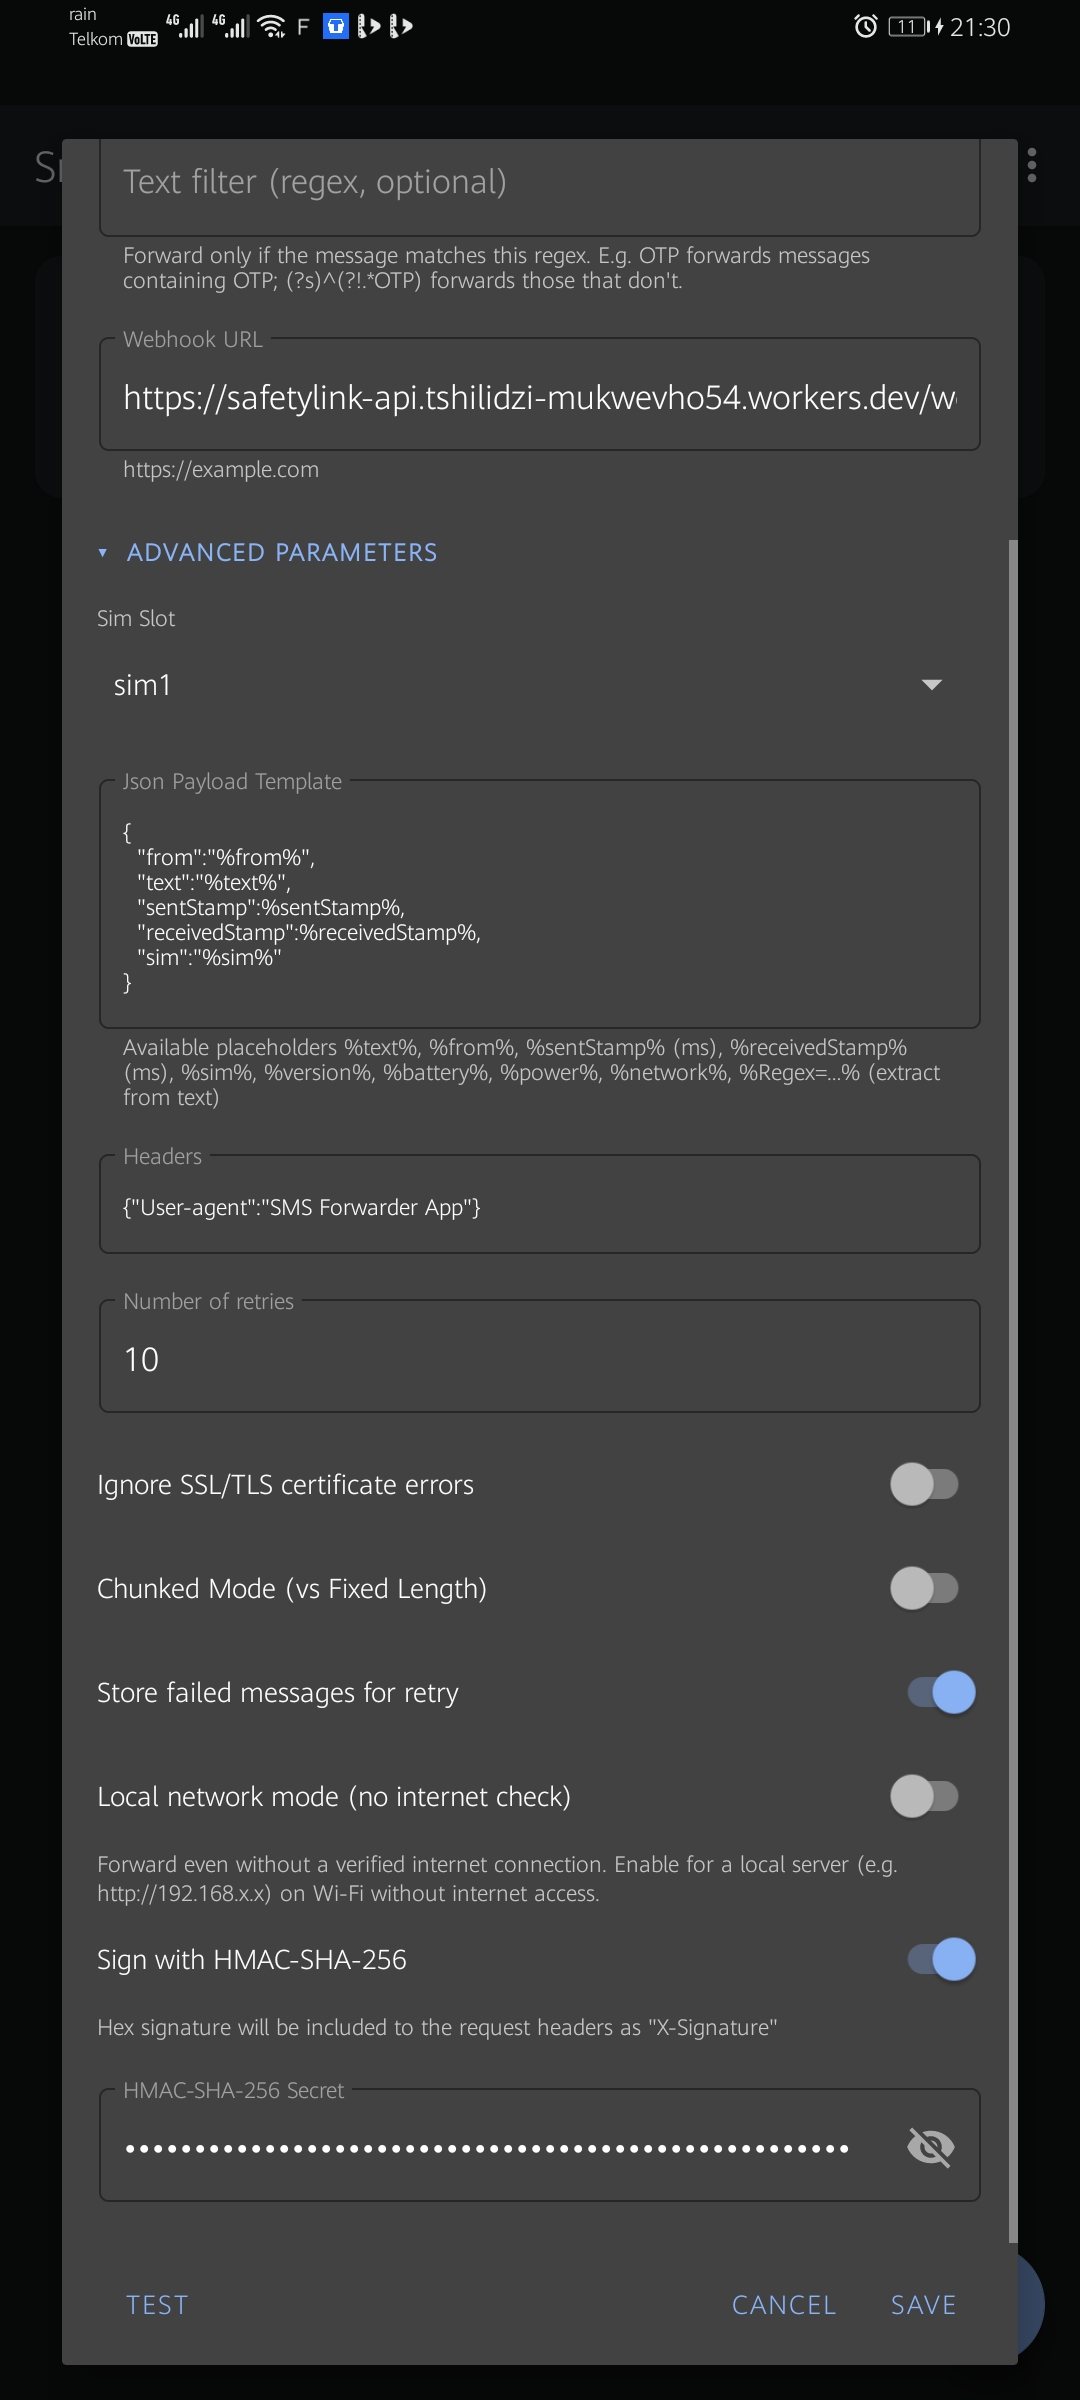 rain
Telkom VoLTE 4G 4G F 11 21:30
Text filter (regex, optional)
Forward only if the message matches this regex. E.g. OTP forwards messages
containing OTP; (?s)^(?!.*OTP) forwards those that don't.
Webhook URL
https://safetylink-api.tshilidzi-mukwevho54.workers.dev/w
https://example.com
▾ ADVANCED PARAMETERS
Sim Slot
sim1
Json Payload Template
{
"from":"%from%",
"text":"%text%",
"sentStamp":%sentStamp%,
"receivedStamp":%receivedStamp%,
"sim":"%sim%"
}
Available placeholders %text%, %from%, %sentStamp% (ms), %receivedStamp%
(ms), %sim%, %version%, %battery%, %power%, %network%, %Regex=...% (extract
from text)
Headers
{"User-agent":"SMS Forwarder App"}
Number of retries
10
Ignore SSL/TLS certificate errors
Chunked Mode (vs Fixed Length)
Store failed messages for retry
Local network mode (no internet check)
Forward even without a verified internet connection. Enable for a local server (e.g.
http://192.168.x.x) on Wi-Fi without internet access.
Sign with HMAC-SHA-256
Hex signature will be included to the request headers as "X-Signature"
HMAC-SHA-256 Secret
TEST CANCEL SAVE